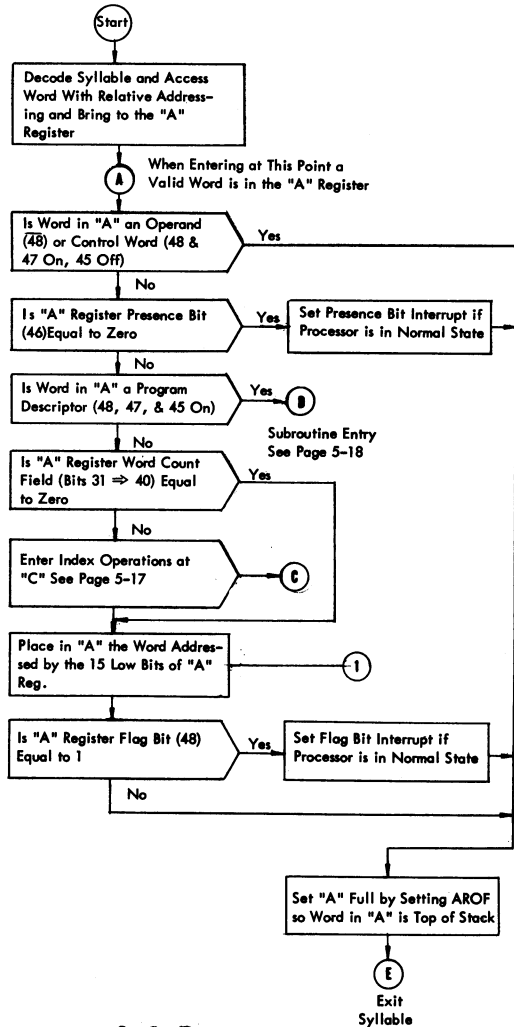 Start
Decode Syllable and Access
Word With Relative Address-
ing and Bring to the "A"
Register
A
When Entering at This Point a
Valid Word is in the "A" Register
Is Word in "A" an Operand
(4̅8̅) or Control Word (48 &
47 On, 45 Off)
Yes
No
Is "A" Register Presence Bit
(46)Equal to Zero
Yes
Set Presence Bit Interrupt if
Processor is in Normal State
No
Is Word in "A" a Program
Descriptor (48, 47, & 45 On)
Yes
B
Subroutine Entry
See Page 5-18
No
Is "A" Register Word Count
Field (Bits 31 ⇒ 40) Equal
to Zero
Yes
No
Enter Index Operations at
"C" See Page 5-17
C
Place in "A" the Word Addres-
sed by the 15 Low Bits of "A"
Reg.
1
Is "A" Register Flag Bit (48)
Equal to 1
Yes
Set Flag Bit Interrupt if
Processor is in Normal State
No
Set "A" Full by Setting AROF
so Word in "A" is Top of Stack
E
Exit
Syllable